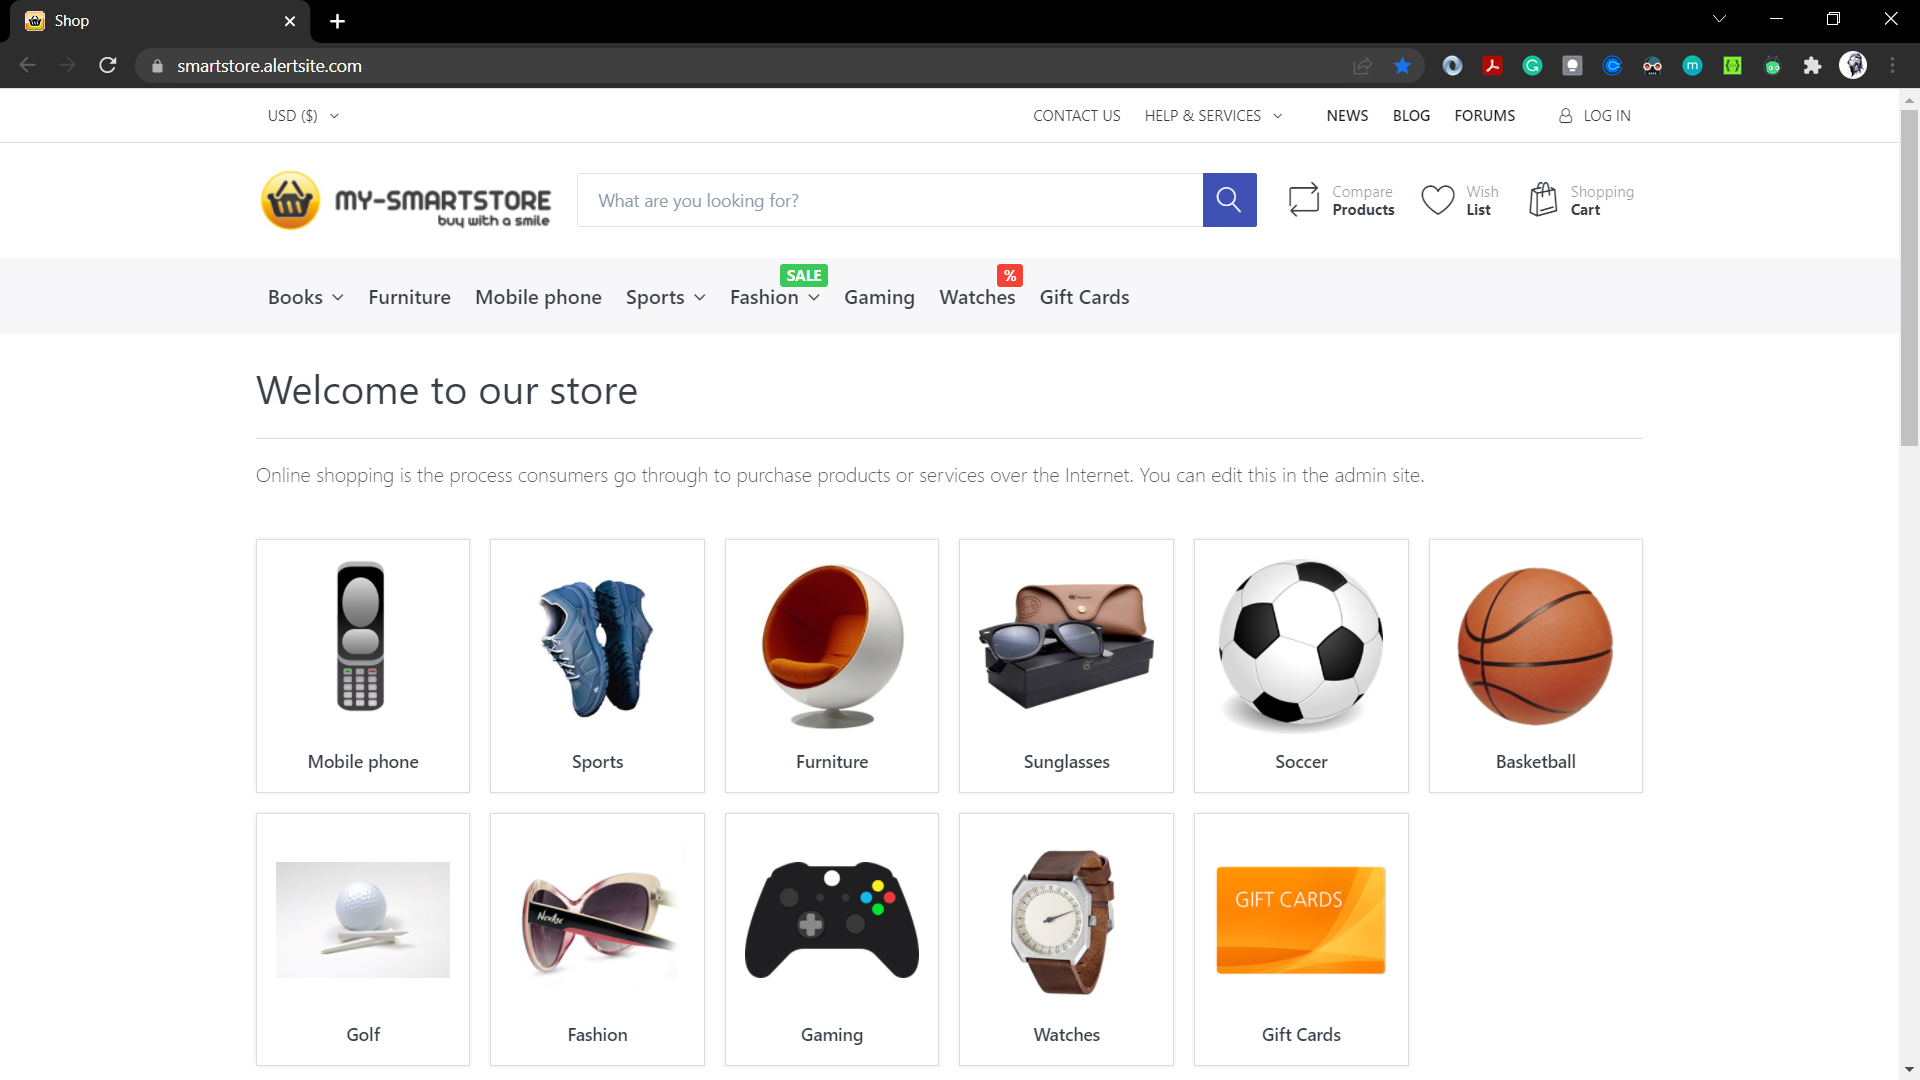 Shop
smartstore.alertsite.com
USD ($)
CONTACT US
HELP & SERVICES
NEWS
BLOG
FORUMS
LOG IN
MY-SMARTSTORE
buy with a smile
What are you looking for?
Compare
Products
Wish
List
Shopping
Cart
SALE
%
Books
Furniture
Mobile phone
Sports
Fashion
Gaming
Watches
Gift Cards
Welcome to our store
Online shopping is the process consumers go through to purchase products or services over the Internet. You can edit this in the admin site.
Mobile phone
Sports
Furniture
Sunglasses
Soccer
Basketball
GIFT CARDS
Golf
Fashion
Gaming
Watches
Gift Cards